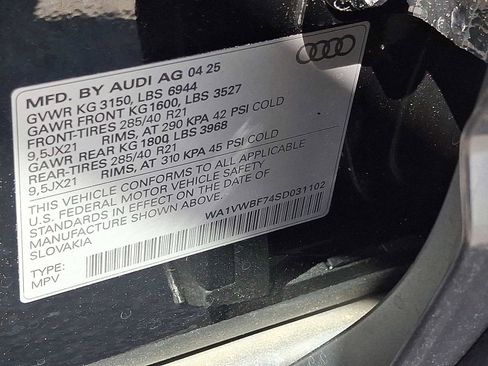 MFD. BY AUDI AG 04 25
GVWR KG 3150, LBS 6944
GAWR FRONT KG1600, LBS 3527
FRONT-TIRES 285/40 R21
9,5JX21 RIMS, AT 290 KPA 42 PSI COLD
GAWR REAR KG 1800 LBS 3968
REAR-TIRES 285/40 R21
9,5JX21 RIMS, AT 310 KPA 45 PSI COLD
THIS VEHICLE CONFORMS TO ALL APPLICABLE
U.S. FEDERAL MOTOR VEHICLE SAFETY
STANDARDS IN EFFECT ON THE DATE OF
MANUFACTURE SHOWN ABOVE.
SLOVAKIA
WA1VWBF74SD031102
TYPE:
MPV